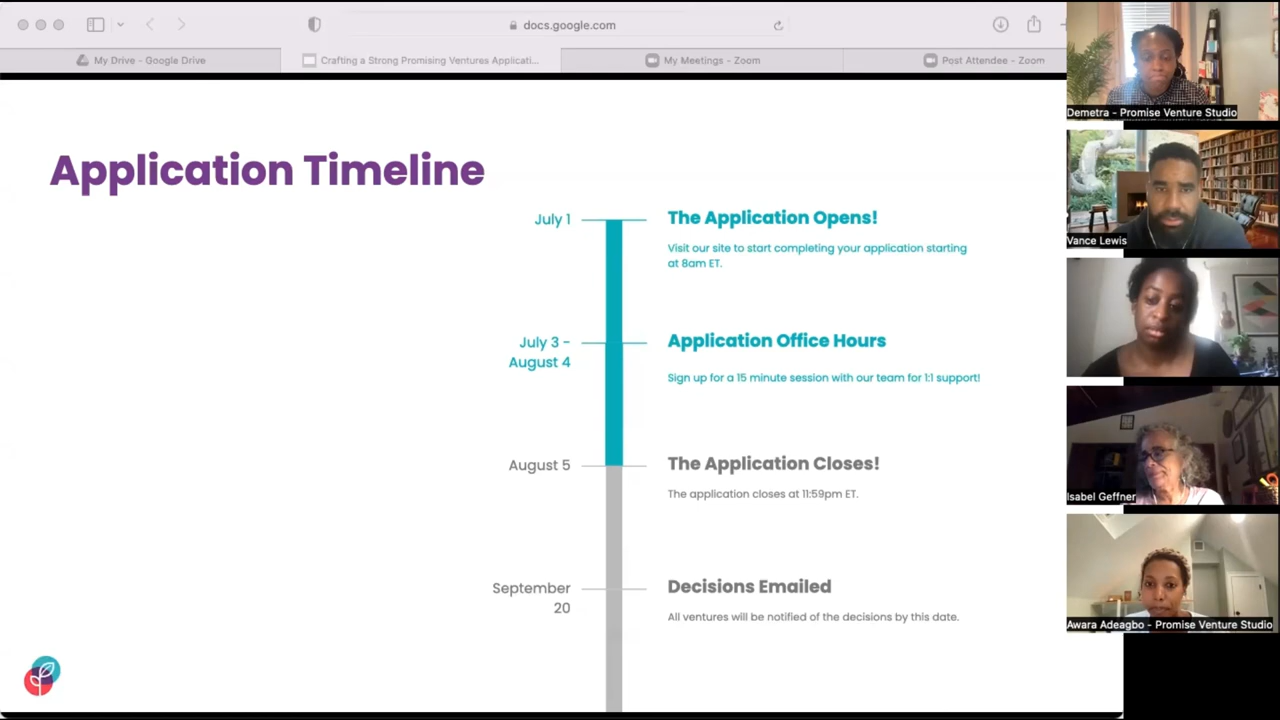 docs.google.com
My Drive - Google Drive
Crafting a Strong Promising Ventures Applicati...
My Meetings - Zoom
Post Attendee - Zoom
Application Timeline
July 1
The Application Opens!
Visit our site to start completing your application starting
at 8am ET.
July 3 -
August 4
Application Office Hours
Sign up for a 15 minute session with our team for 1:1 support!
August 5
The Application Closes!
The application closes at 11:59pm ET.
September
20
Decisions Emailed
All ventures will be notified of the decisions by this date.
Demetra - Promise Venture Studio
Vance Lewis
Isabel Geffner
Awara Adeagbo - Promise Venture Studio